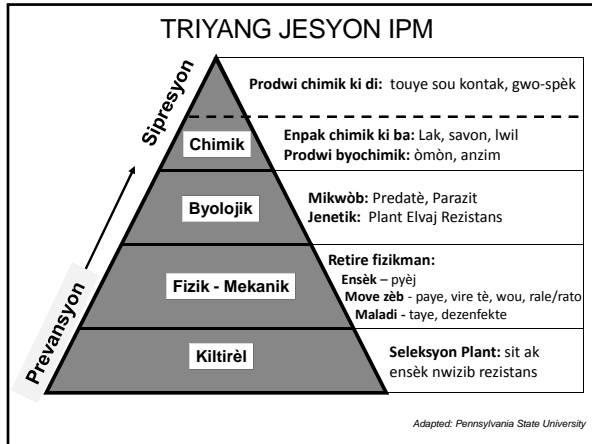 TRIYANG JESYON IPM
Sipresyon
Prevansyon
Prodwi chimik ki di: touye sou kontak, gwo-spèk
Chimik
Enpak chimik ki ba: Lak, savon, lwil
Prodwi byochimik: òmòn, anzim
Byolojik
Mikwòb: Predatè, Parazit
Jenetik: Plant Elvaj Rezistans
Fizik - Mekanik
Retire fizikman:
Ensèk – pyèj
Move zèb - paye, vire tè, wou, rale/rato
Maladi - taye, dezenfekte
Kiltirèl
Seleksyon Plant: sit ak
ensèk nwizib rezistans
Adapted: Pennsylvania State University